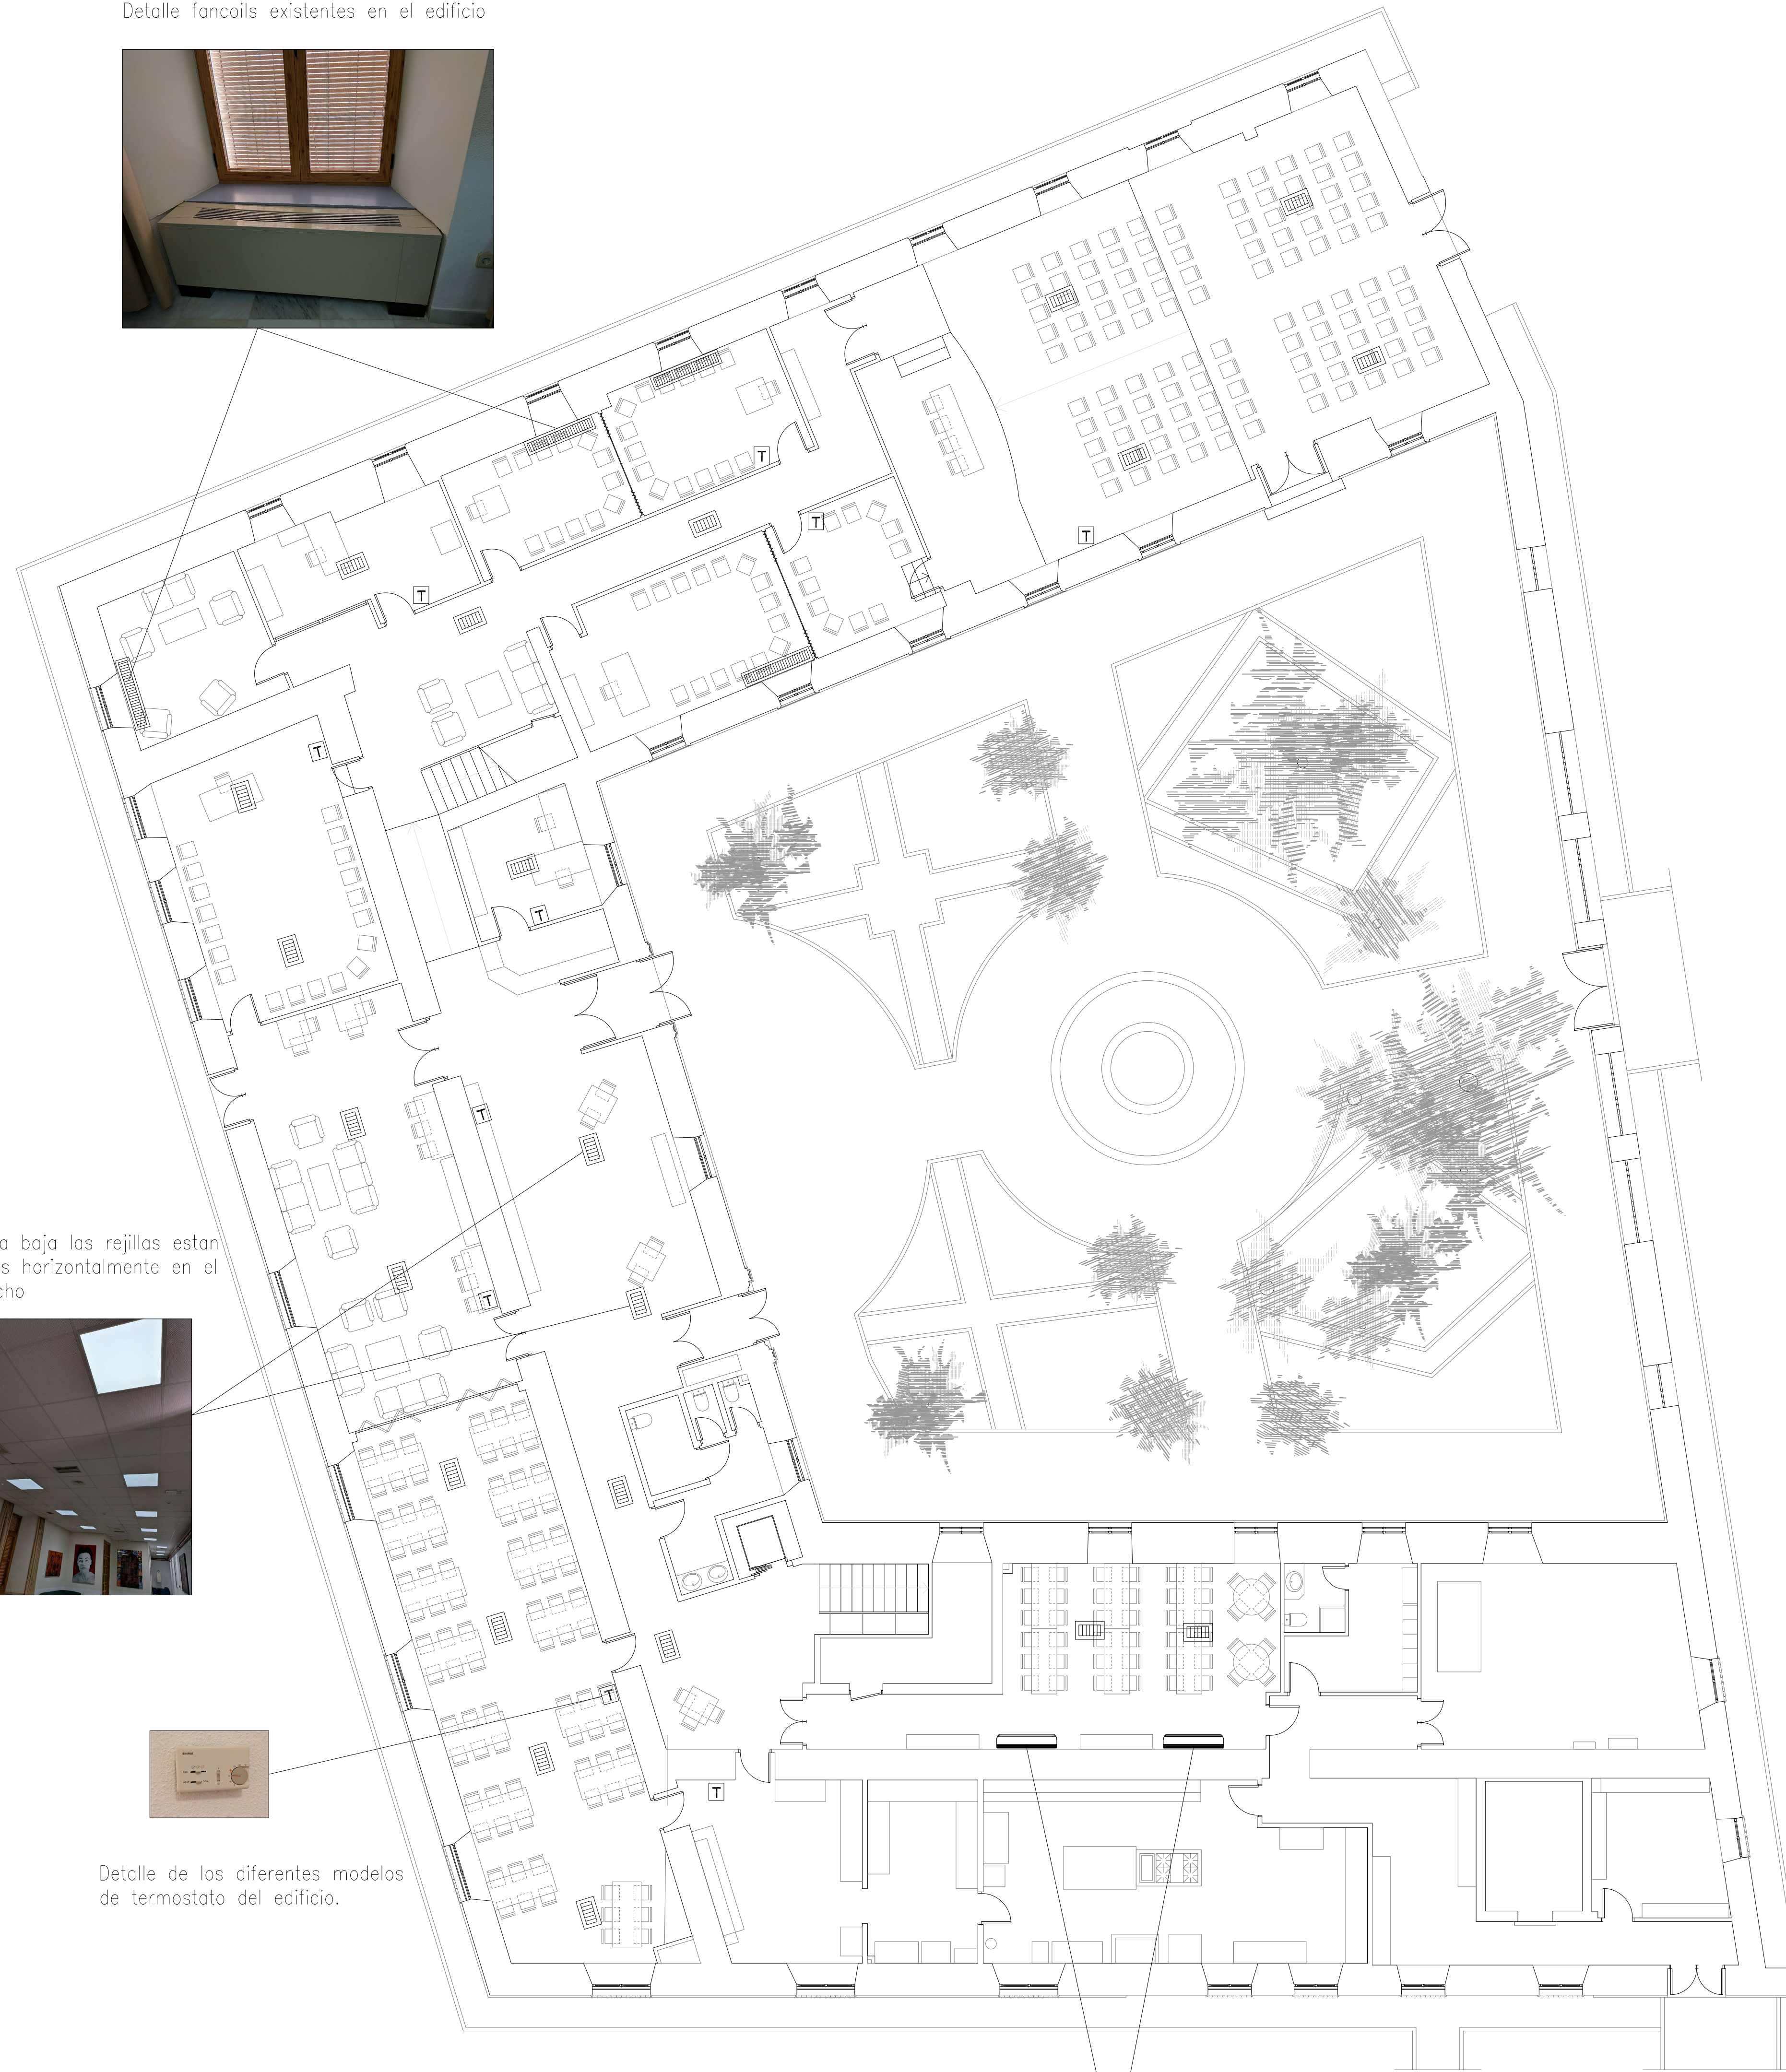 Detalle fancoils existentes en el edificio
T
T
T
T
T
T
T
T
T
T
T
a baja las rejillas estan
s horizontalmente en el
cho
Detalle de los diferentes modelos
de termostato del edificio.